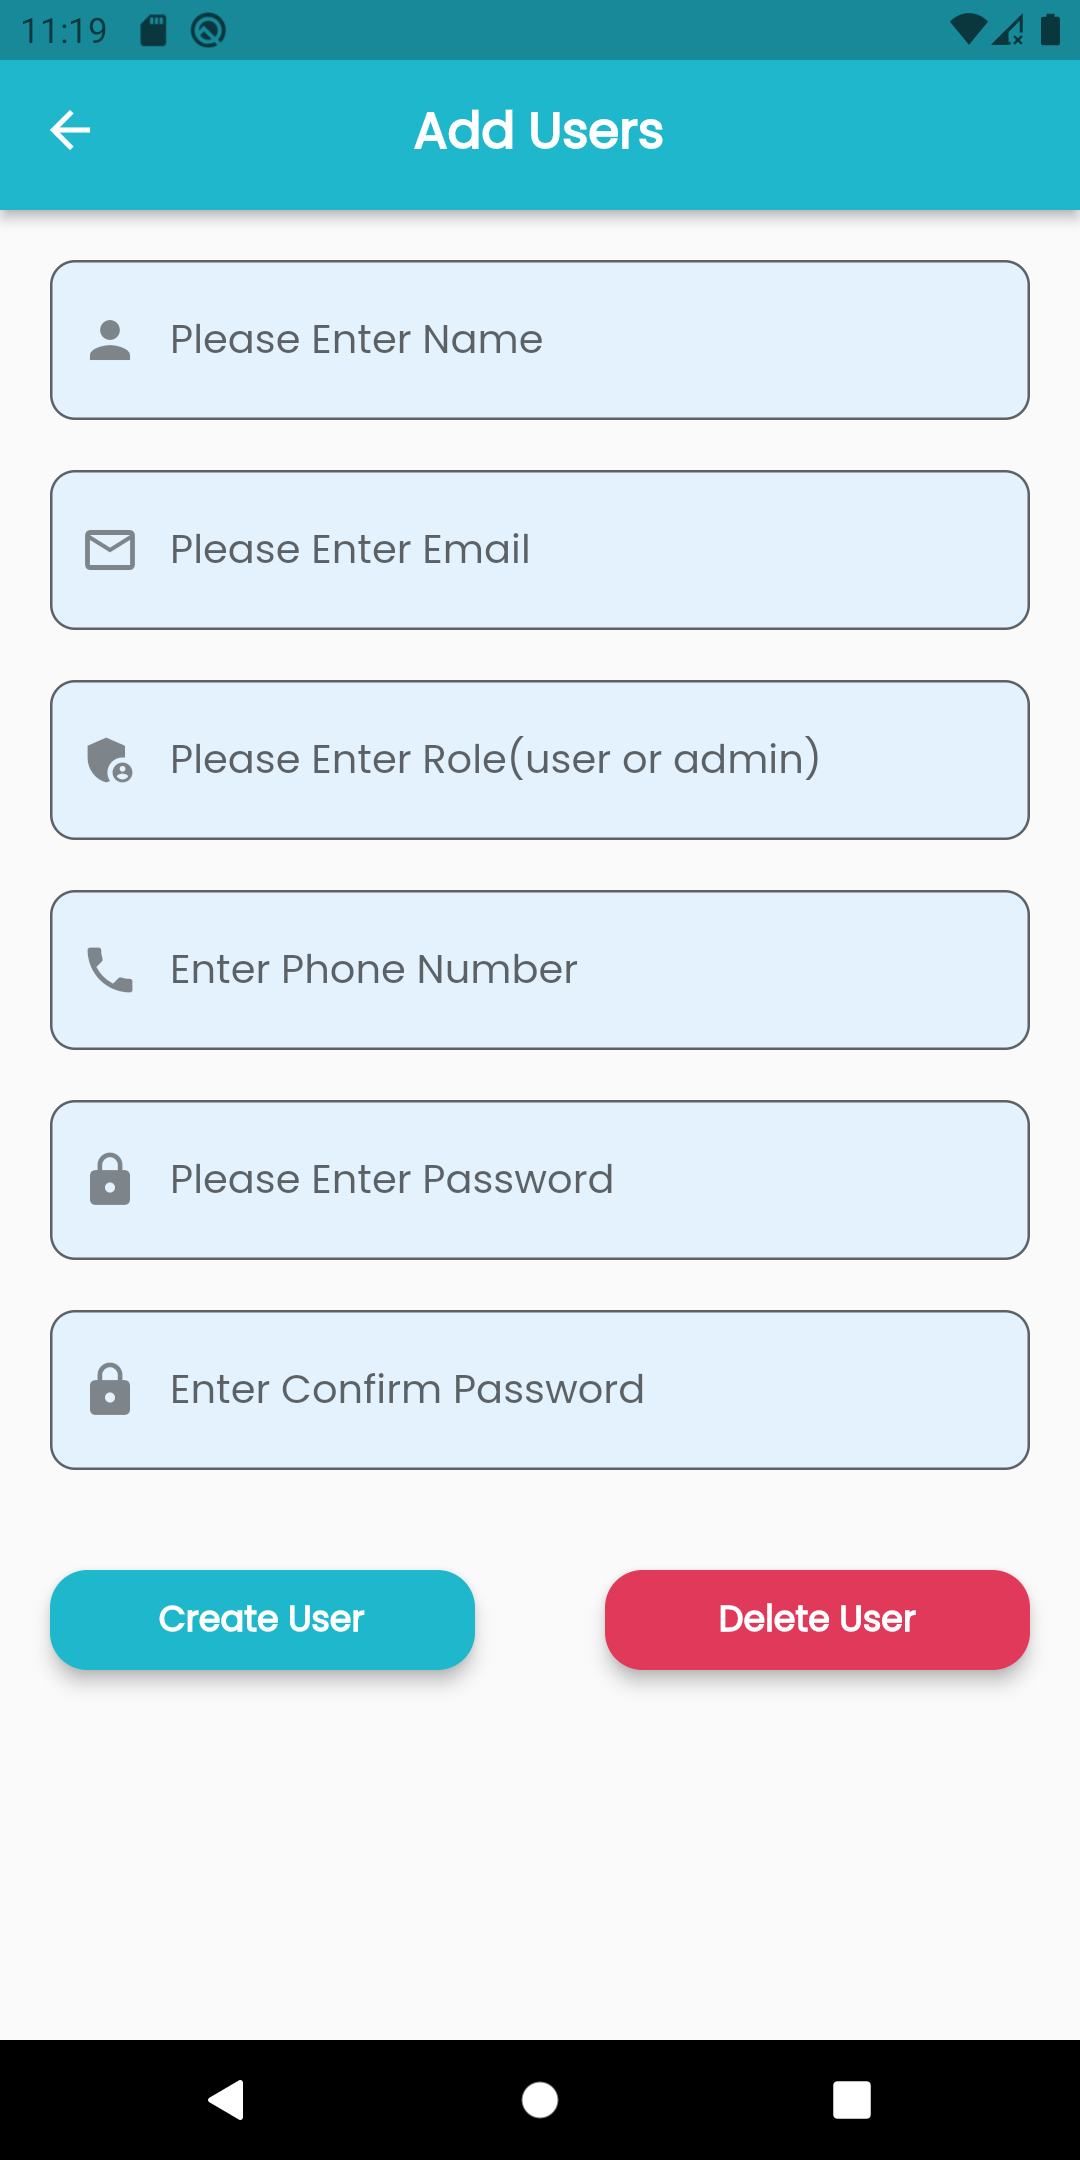 11:19
Add Users
Please Enter Name
Please Enter Email
Please Enter Role(user or admin)
Enter Phone Number
Please Enter Password
Enter Confirm Password
Create User
Delete User